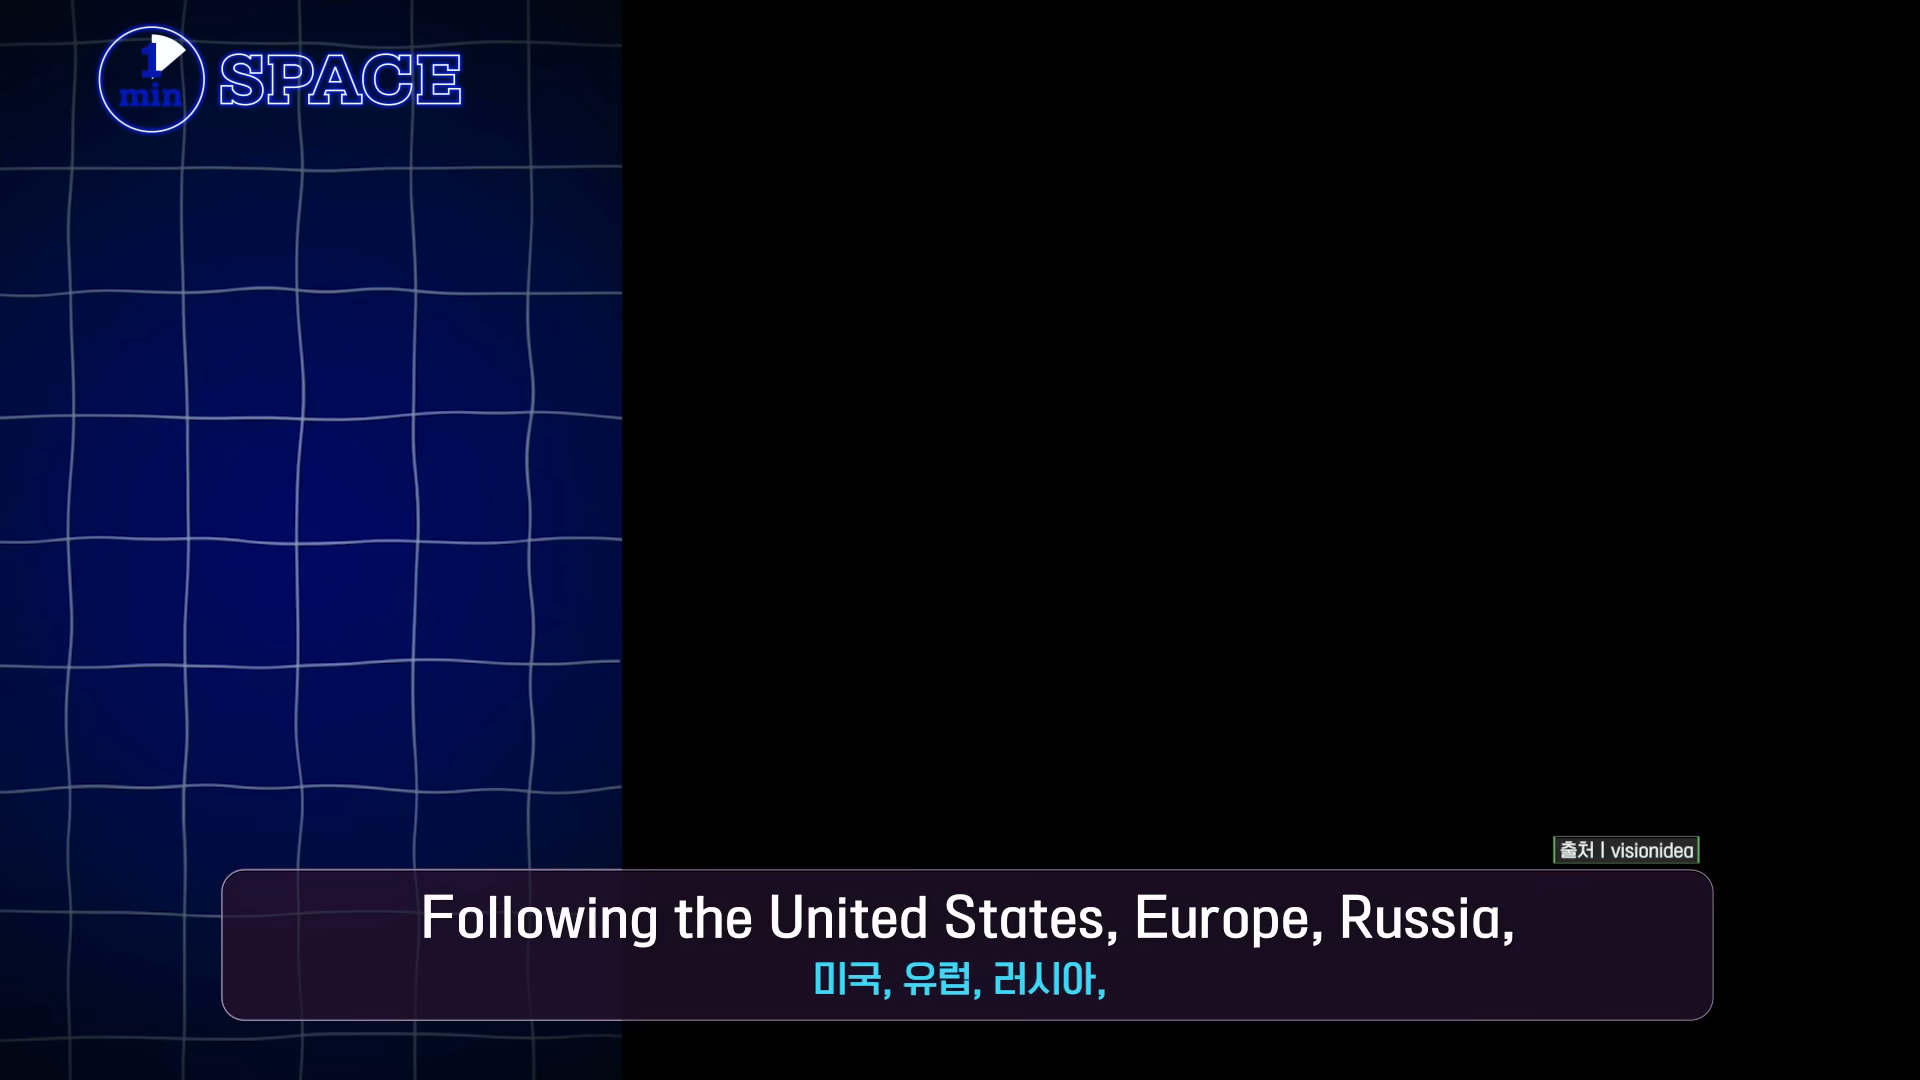 1
min
SPACE
출처 | visionidea
Following the United States, Europe, Russia,
미국, 유럽, 러시아,